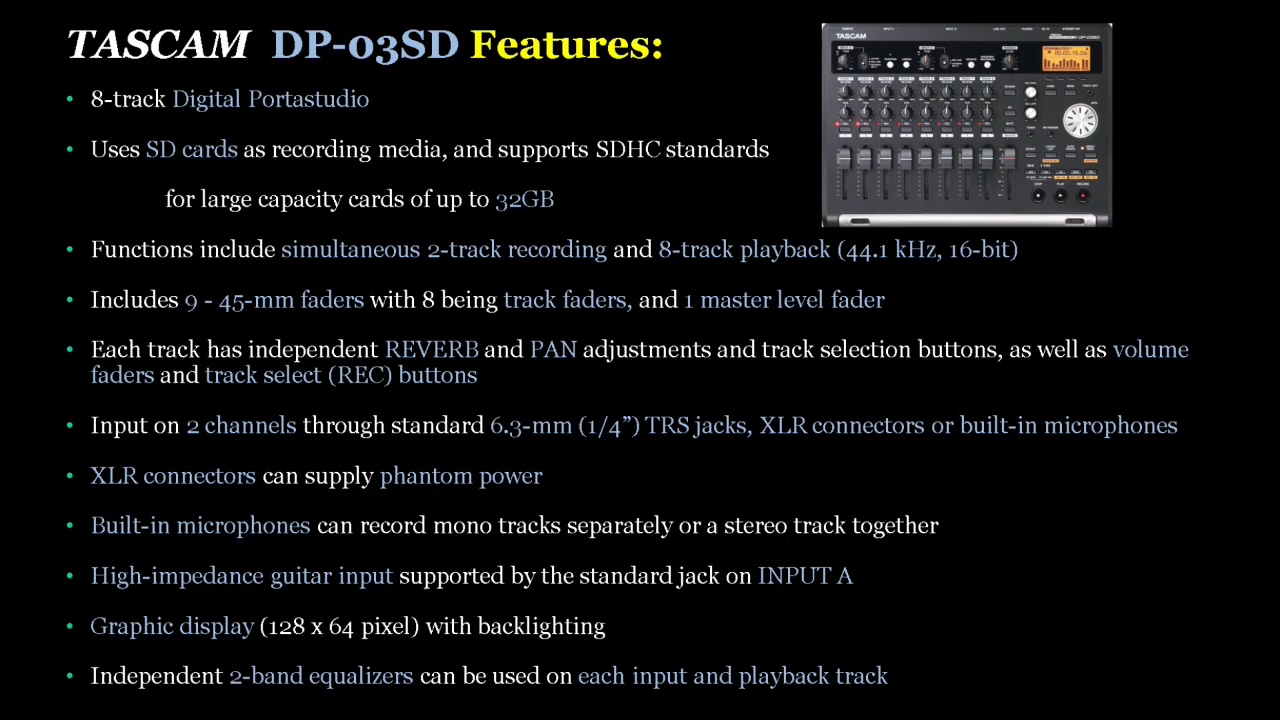 TASCAM DP-03SD Features:
• 8-track Digital Portastudio
• Uses SD cards as recording media, and supports SDHC standards
for large capacity cards of up to 32GB
• Functions include simultaneous 2-track recording and 8-track playback (44.1 kHz, 16-bit)
• Includes 9 - 45-mm faders with 8 being track faders, and 1 master level fader
• Each track has independent REVERB and PAN adjustments and track selection buttons, as well as volume
faders and track select (REC) buttons
• Input on 2 channels through standard 6.3-mm (1/4”) TRS jacks, XLR connectors or built-in microphones
• XLR connectors can supply phantom power
• Built-in microphones can record mono tracks separately or a stereo track together
• High-impedance guitar input supported by the standard jack on INPUT A
• Graphic display (128 x 64 pixel) with backlighting
• Independent 2-band equalizers can be used on each input and playback track
TASCAM
DP-03SD